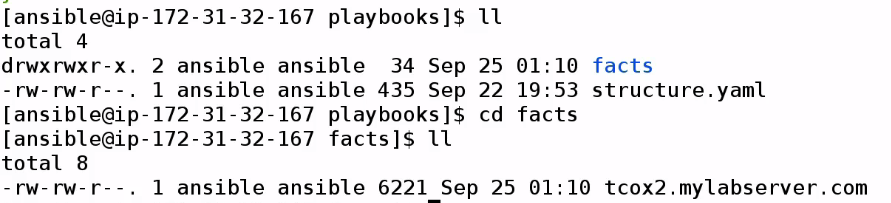 [ansible@ip-172-31-32-167 playbooks]$ ll
total 4
drwxrwxr-x. 2 ansible ansible  34 Sep 25 01:10 facts
-rw-rw-r--. 1 ansible ansible 435 Sep 22 19:53 structure.yaml
[ansible@ip-172-31-32-167 playbooks]$ cd facts
[ansible@ip-172-31-32-167 facts]$ ll
total 8
-rw-rw-r--. 1 ansible ansible 6221 Sep 25 01:10 tcox2.mylabserver.com